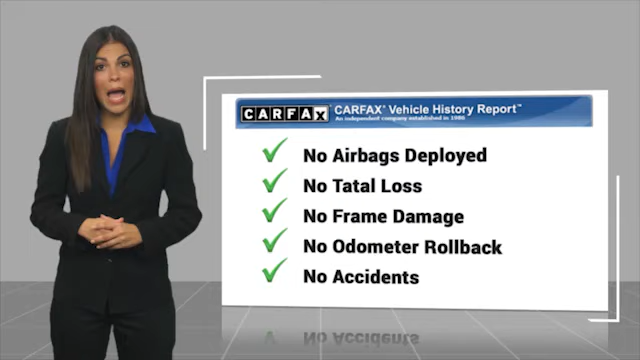 CARFAX CARFAX® Vehicle History Report™
An independent company established in 1986
No Airbags Deployed
No Tatal Loss
No Frame Damage
No Odometer Rollback
No Accidents